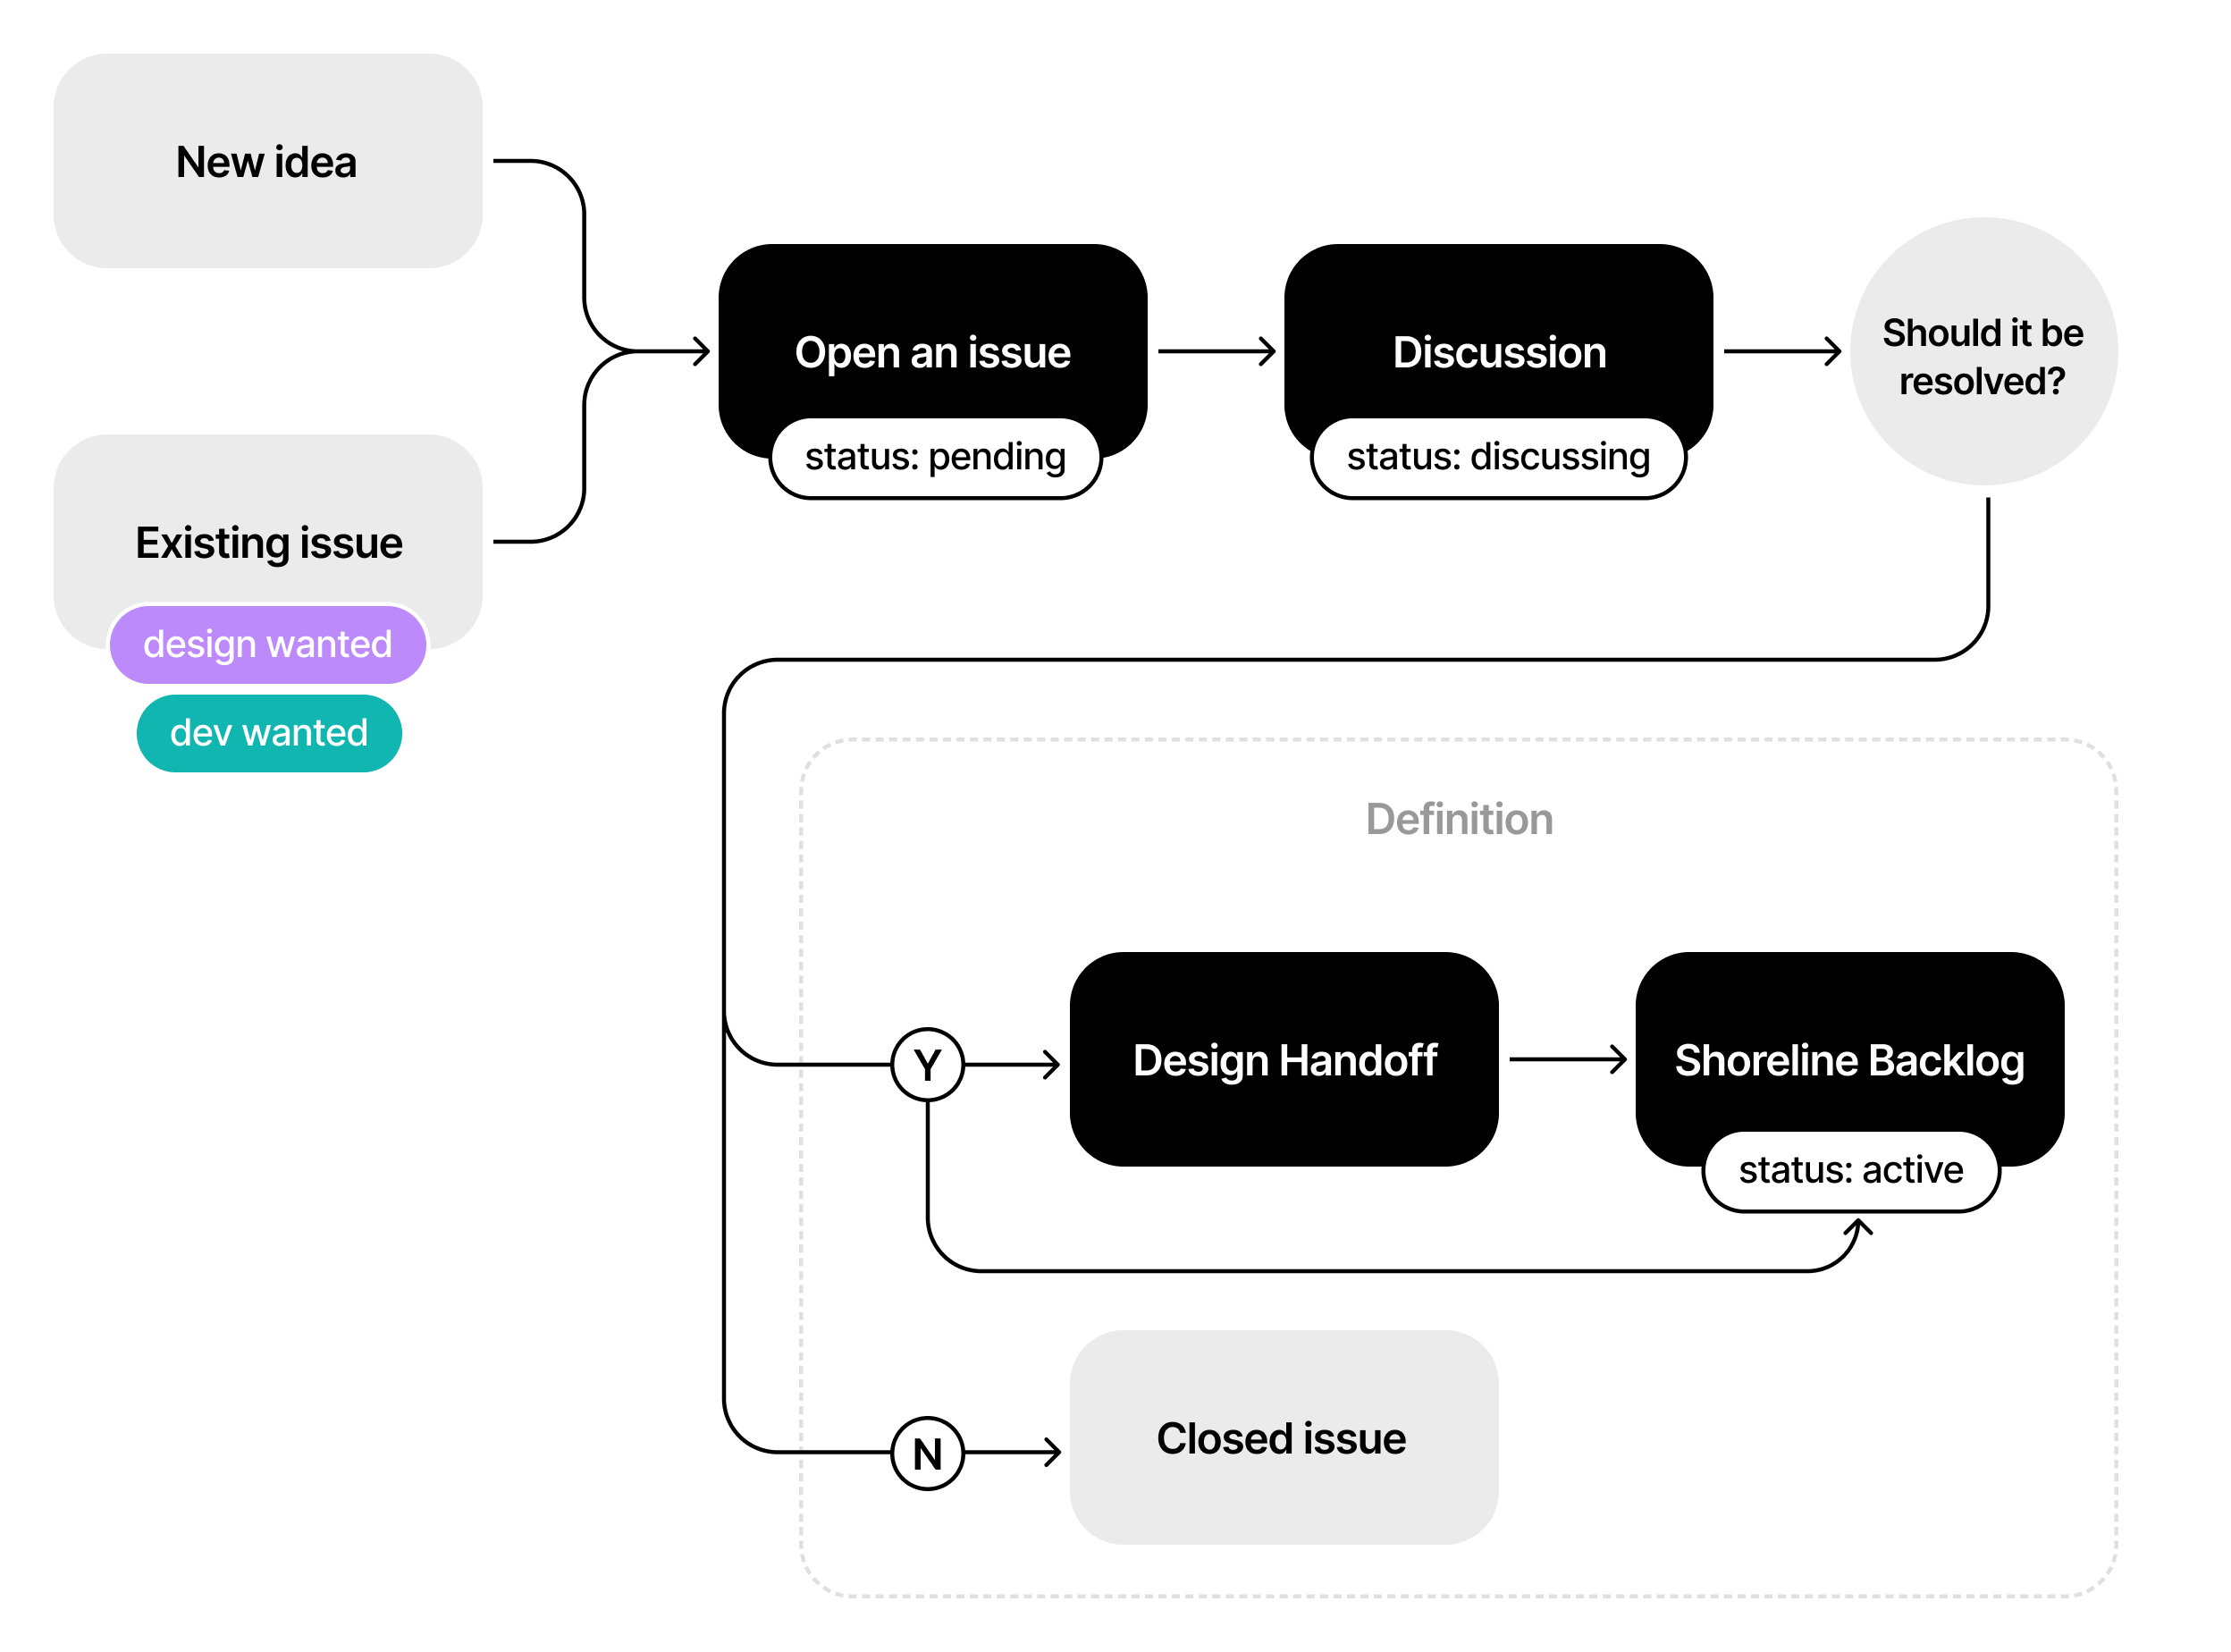 New idea
Existing issue
design wanted
dev wanted
Open an issue
status: pending
Discussion
status: discussing
Should it be
resolved?
Definition
Y
Design Handoff
Shoreline Backlog
status: active
N
Closed issue